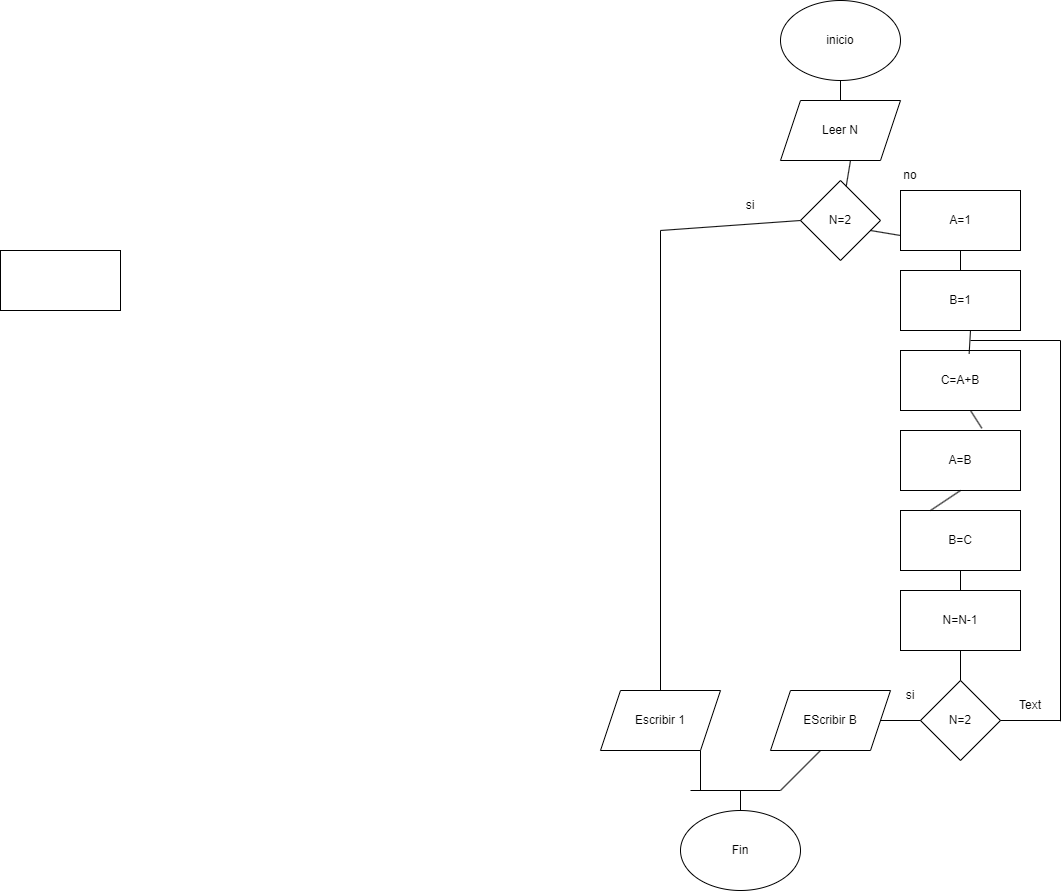 inicio
Leer N
no
si
N=2
A=1
B=1
C=A+B
A=B
B=C
N=N-1
si
Text
Escribir 1
EScribir B
N=2
Fin